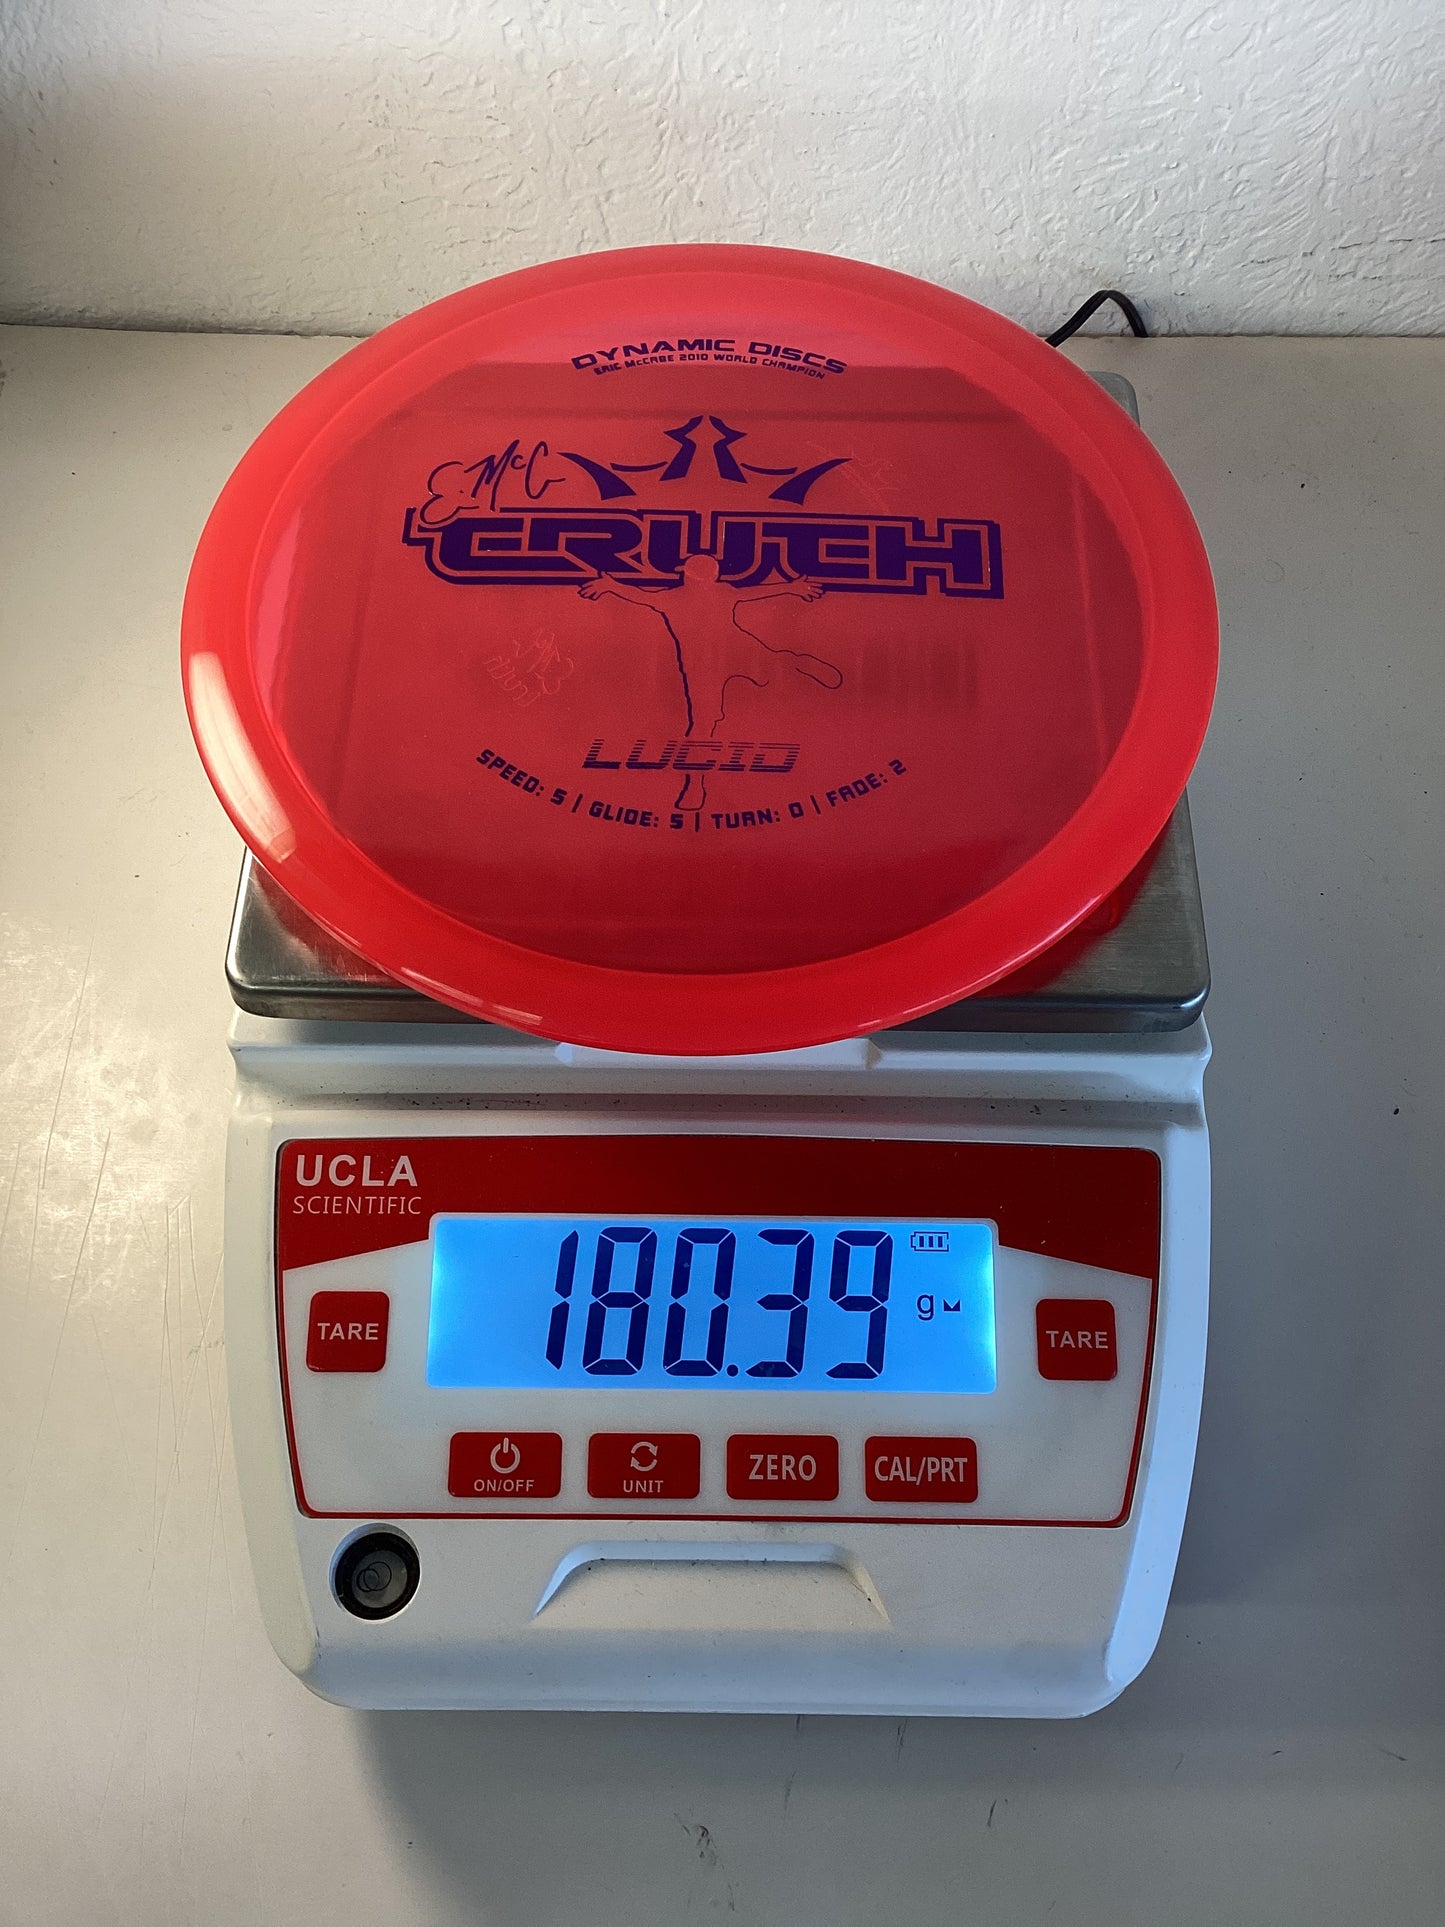 DYNAMIC DISCS
ERIC McCABE 2010 WORLD CHAMPION
E. McC
TRUTH
LUCID
SPEED: 5 | GLIDE: 5 | TURN: 0 | FADE: 2
UCLA
SCIENTIFIC
180.39 g
TARE
TARE
ON/OFF
UNIT
ZERO
CAL/PRT